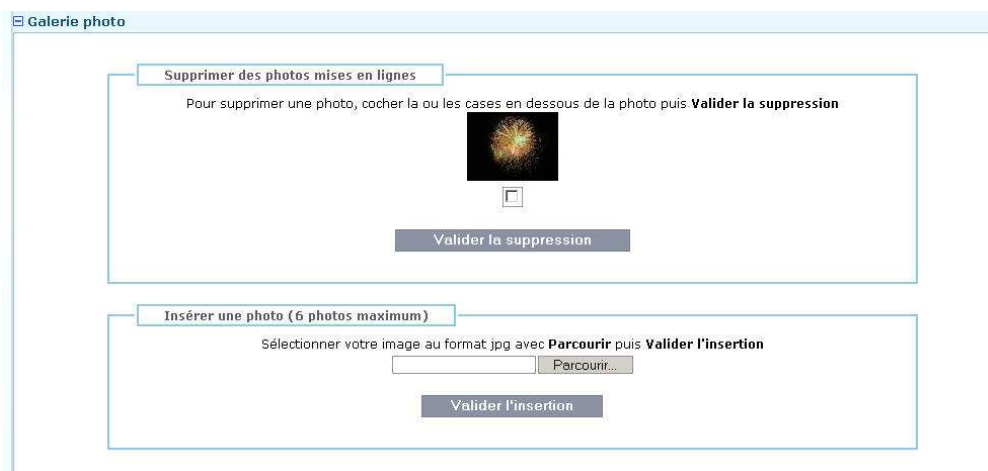 Galerie photo
Supprimer des photos mises en lignes
Pour supprimer une photo, cocher la ou les cases en dessous de la photo puis Valider la suppression
Valider la suppression
Insérer une photo (6 photos maximum)
Sélectionner votre image au format jpg avec Parcourir puis Valider l'insertion
Parcourir...
Valider l'insertion